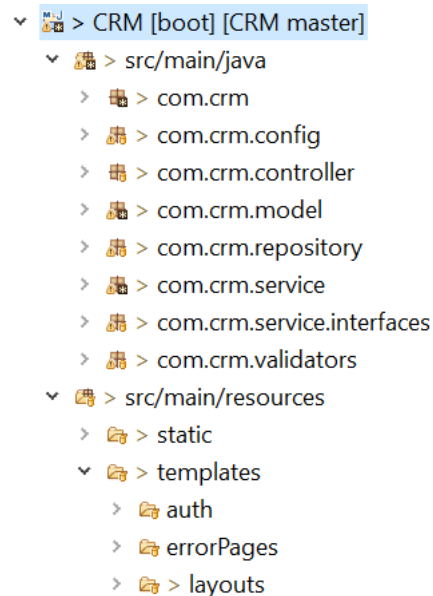 > CRM [boot] [CRM master]
> src/main/java
> com.crm
> com.crm.config
> com.crm.controller
> com.crm.model
> com.crm.repository
> com.crm.service
> com.crm.service.interfaces
> com.crm.validators
> src/main/resources
> static
> templates
auth
errorPages
> layouts